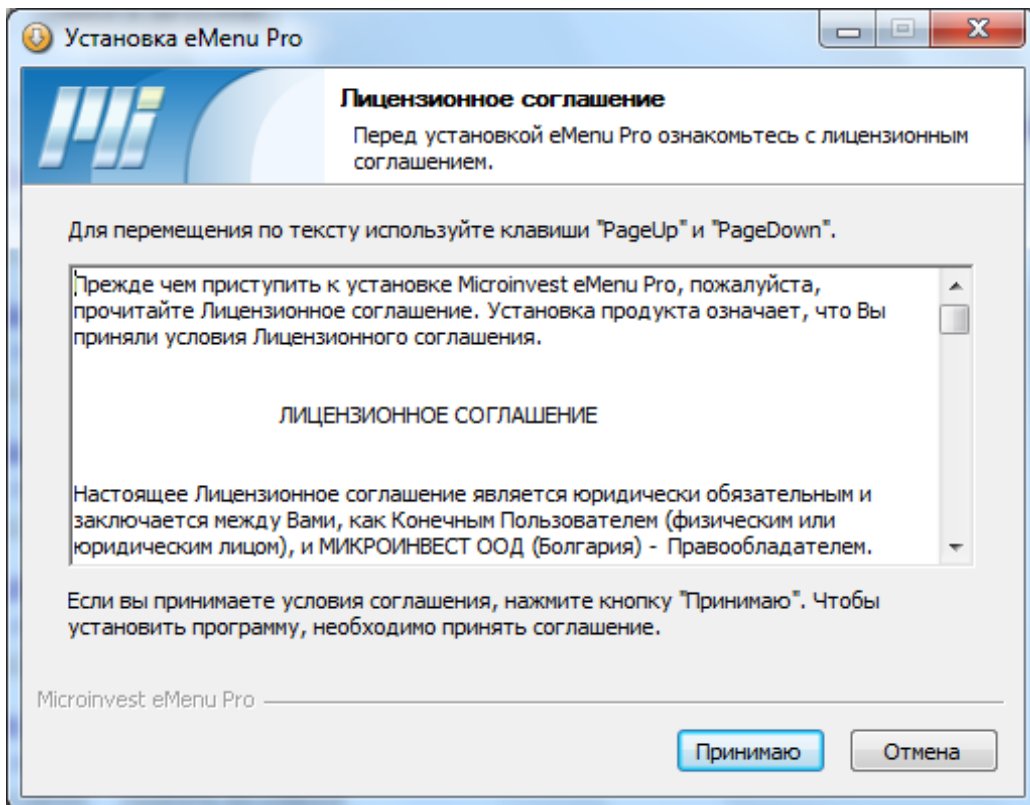 Установка eMenu Pro
Mi
Лицензионное соглашение
Перед установкой eMenu Pro ознакомьтесь с лицензионным
соглашением.
Для перемещения по тексту используйте клавиши "PageUp" и "PageDown".
Прежде чем приступить к установке Microinvest eMenu Pro, пожалуйста,
прочитайте Лицензионное соглашение. Установка продукта означает, что Вы
приняли условия Лицензионного соглашения.
ЛИЦЕНЗИОННОЕ СОГЛАШЕНИЕ
Настоящее Лицензионное соглашение является юридически обязательным и
заключается между Вами, как Конечным Пользователем (физическим или
юридическим лицом), и МИКРОИНВЕСТ ООД (Болгария) - Правообладателем.
Если вы принимаете условия соглашения, нажмите кнопку "Принимаю". Чтобы
установить программу, необходимо принять соглашение.
Microinvest eMenu Pro
Принимаю Отмена